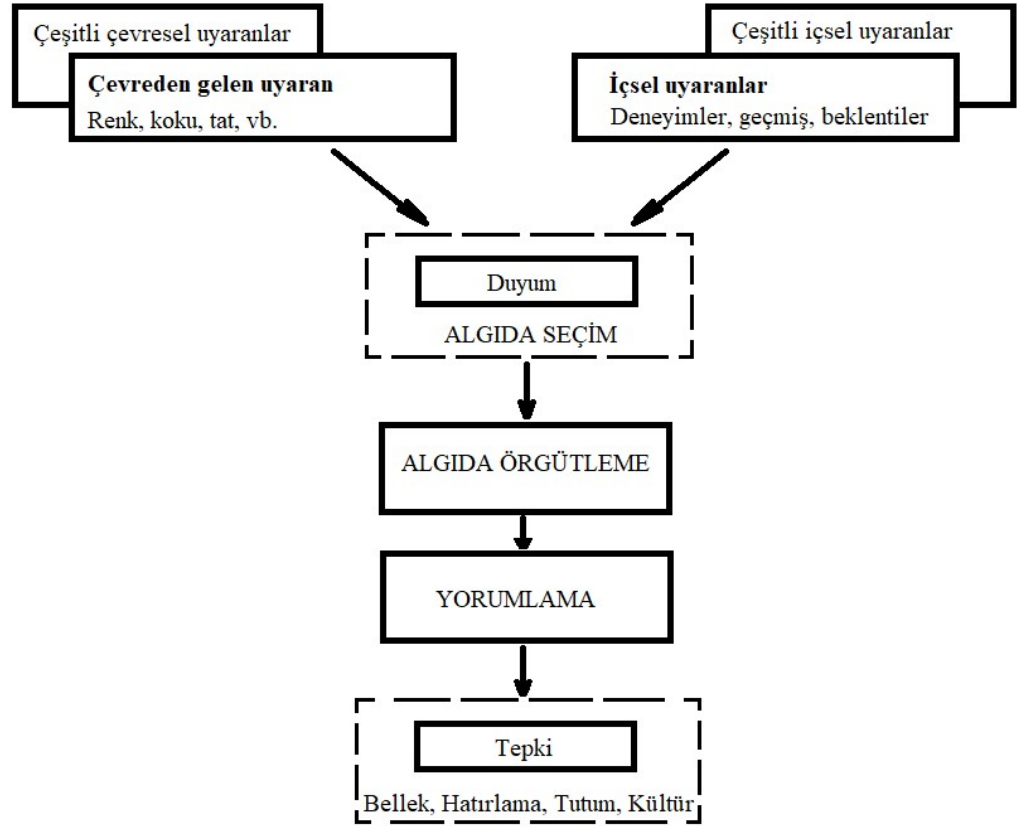 Çeşitli çevresel uyaranlar
Çevreden gelen uyaran
Renk, koku, tat, vb.
Çeşitli içsel uyaranlar
İçsel uyaranlar
Deneyimler, geçmiş, beklentiler
Duyum
ALGIDA SEÇİM
ALGIDA ÖRGÜTLEME
YORUMLAMA
Tepki
Bellek, Hatırlama, Tutum, Kültür